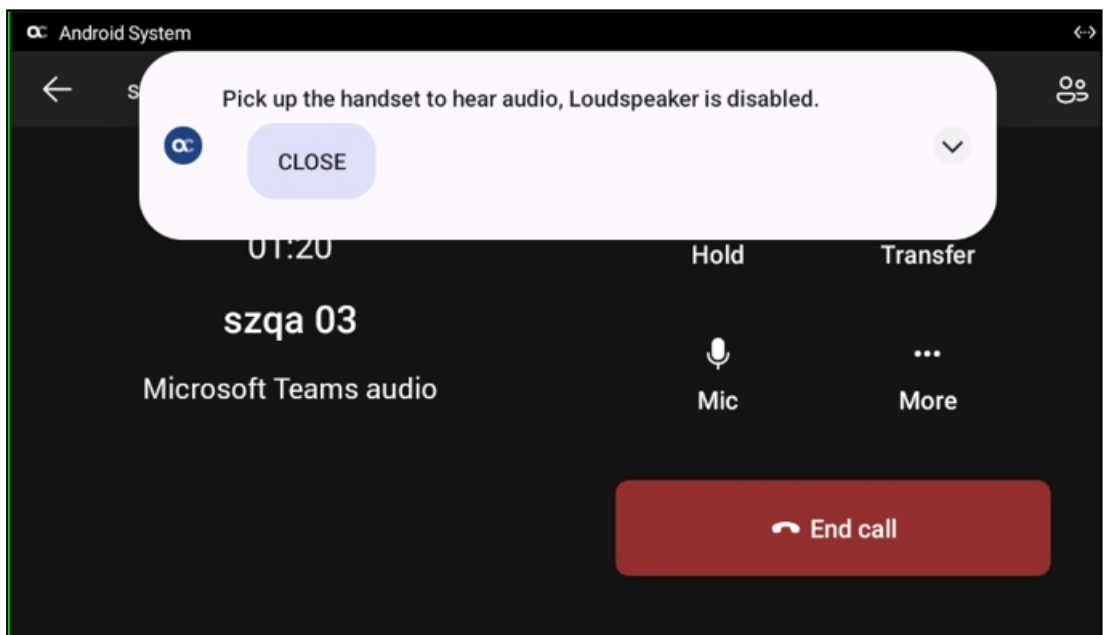 Android System
Pick up the handset to hear audio, Loudspeaker is disabled.
CLOSE
01:20
Hold Transfer
szqa 03
Microsoft Teams audio
Mic More
End call